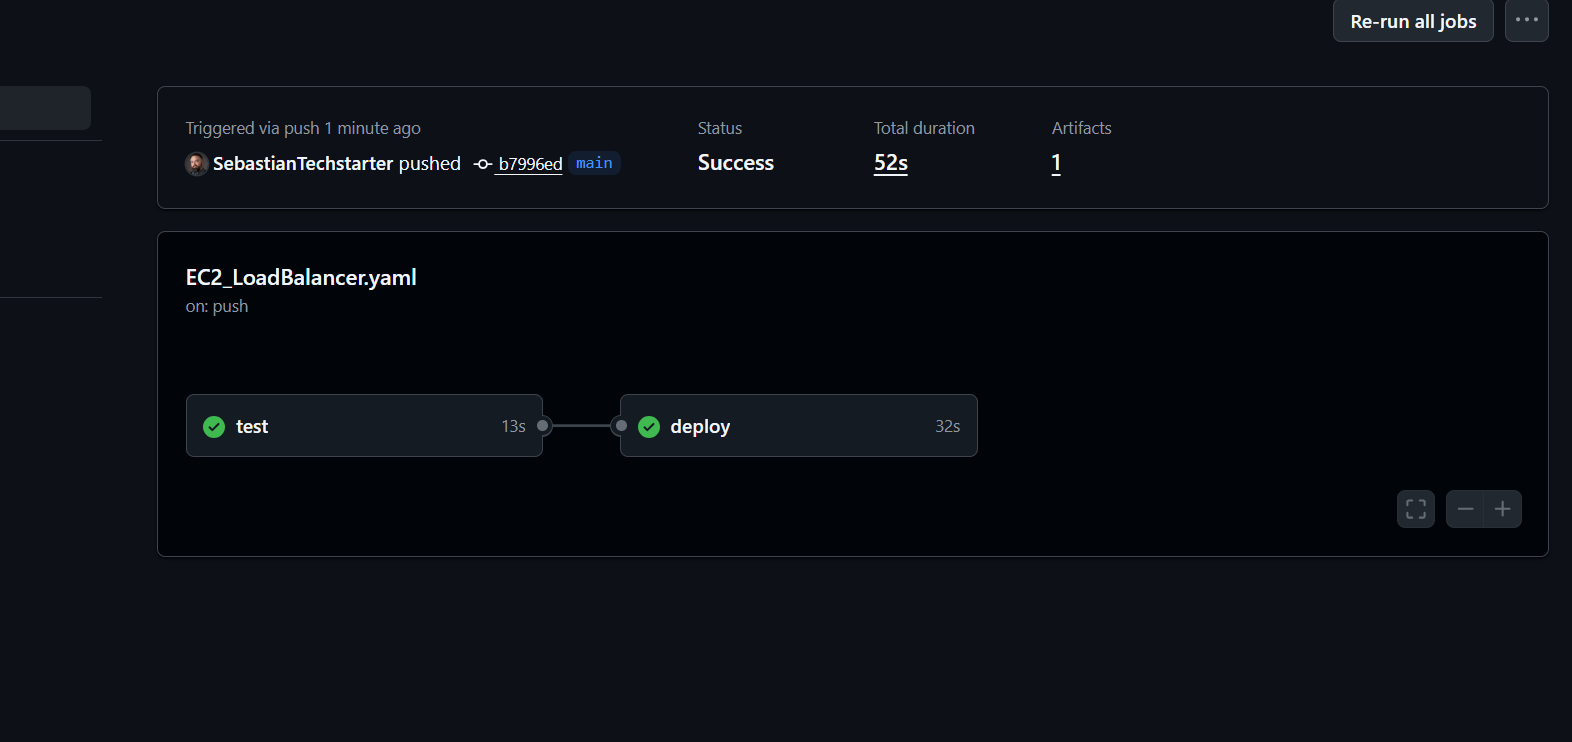 Re-run all jobs
Triggered via push 1 minute ago
SebastianTechstarter pushed b7996ed main
Status
Success
Total duration
52s
Artifacts
1
EC2_LoadBalancer.yaml
on: push
test 13s
deploy 32s